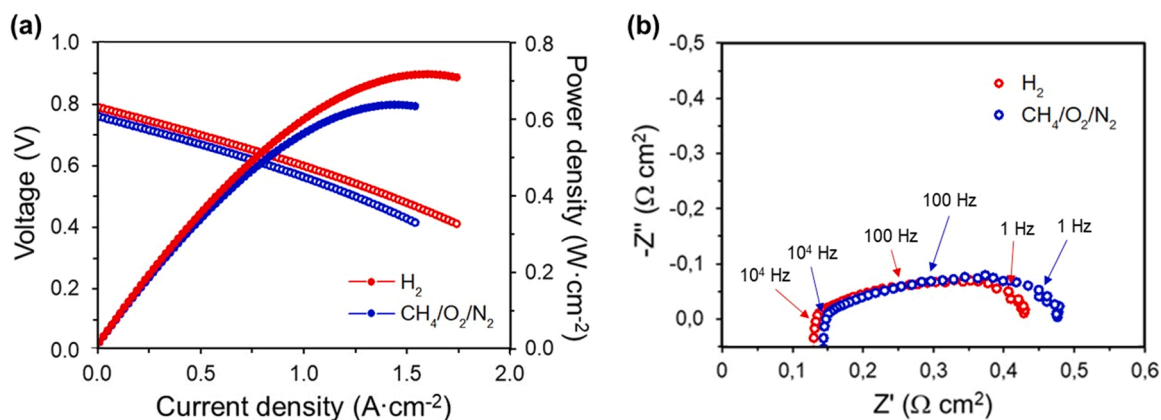 (a)
1.0
0.8
0.6
0.4
0.2
0.0
Voltage (V)
0.8
0.6
0.4
0.2
0.0
Power density (W·cm-2)
H2
CH4/O2/N2
0.0 0.5 1.0 1.5 2.0
Current density (A·cm-2)
(b)
-0,5
-0,4
-0,3
-0,2
-0,1
0,0
-Z" (Ω cm2)
H2
CH4/O2/N2
104 Hz
104 Hz
100 Hz
100 Hz
1 Hz
1 Hz
0 0,1 0,2 0,3 0,4 0,5 0,6
Z' (Ω cm2)